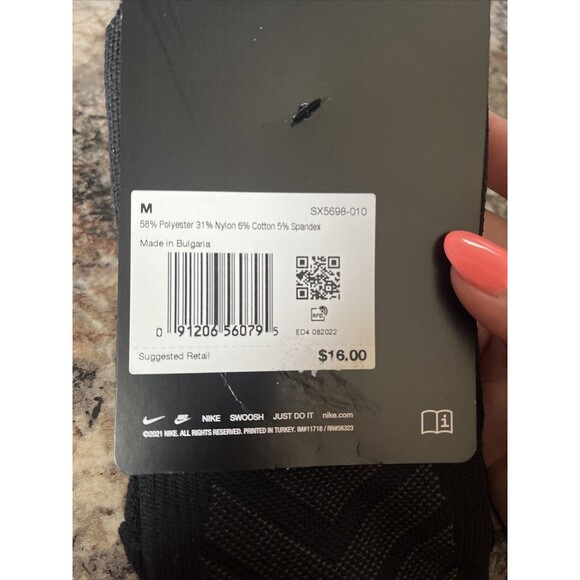 M SX5698-010
58% Polyester 31% Nylon 6% Cotton 5% Spandex
Made in Bulgaria
0 91206 56079 5
RFID
ED4 082022
Suggested Retail $16.00
NIKE SWOOSH JUST DO IT nike.com
©2021 NIKE. ALL RIGHTS RESERVED. PRINTED IN TURKEY. IM#11718 / RN#56323
i